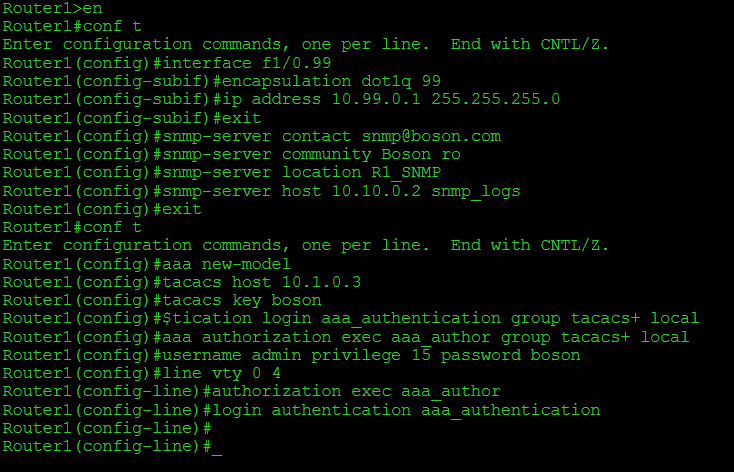 Router1>en
Router1#conf t
Enter configuration commands, one per line.  End with CNTL/Z.
Router1(config)#interface f1/0.99
Router1(config-subif)#encapsulation dot1q 99
Router1(config-subif)#ip address 10.99.0.1 255.255.255.0
Router1(config-subif)#exit
Router1(config)#snmp-server contact snmp@boson.com
Router1(config)#snmp-server community Boson ro
Router1(config)#snmp-server location R1_SNMP
Router1(config)#snmp-server host 10.10.0.2 snmp_logs
Router1(config)#exit
Router1#conf t
Enter configuration commands, one per line.  End with CNTL/Z.
Router1(config)#aaa new-model
Router1(config)#tacacs host 10.1.0.3
Router1(config)#tacacs key boson
Router1(config)#$tication login aaa_authentication group tacacs+ local
Router1(config)#aaa authorization exec aaa_author group tacacs+ local
Router1(config)#username admin privilege 15 password boson
Router1(config)#line vty 0 4
Router1(config-line)#authorization exec aaa_author
Router1(config-line)#login authentication aaa_authentication
Router1(config-line)#
Router1(config-line)#_